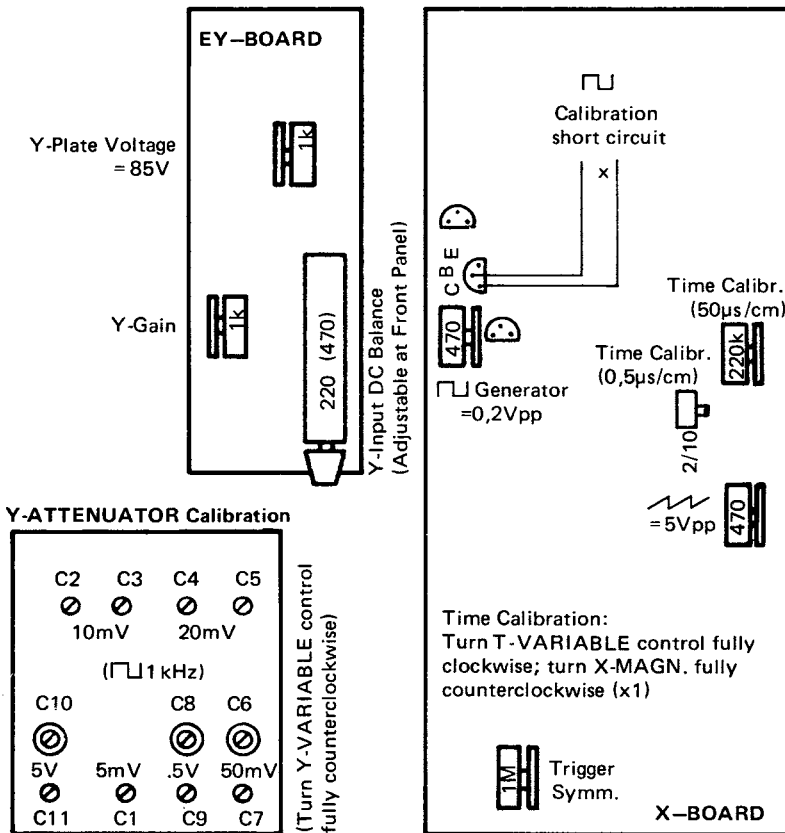 EY–BOARD
Y-Plate Voltage
= 85V
1k
Y-Gain
1k
220 (470)
Y-Input DC Balance
(Adjustable at Front Panel)
Calibration
short circuit
x
C B E
470
Generator
=0,2Vpp
Time Calibr.
(50µs/cm)
220k
Time Calibr.
(0,5µs/cm)
2/10
= 5Vpp
470
Time Calibration:
Turn T-VARIABLE control fully
clockwise; turn X-MAGN. fully
counterclockwise (x1)
1M
Trigger
Symm.
X–BOARD
Y-ATTENUATOR Calibration
C2 C3 C4 C5
10mV 20mV
( 1 kHz)
C10 C8 C6
5V 5mV .5V 50mV
C11 C1 C9 C7
(Turn Y-VARIABLE control
fully counterclockwise)